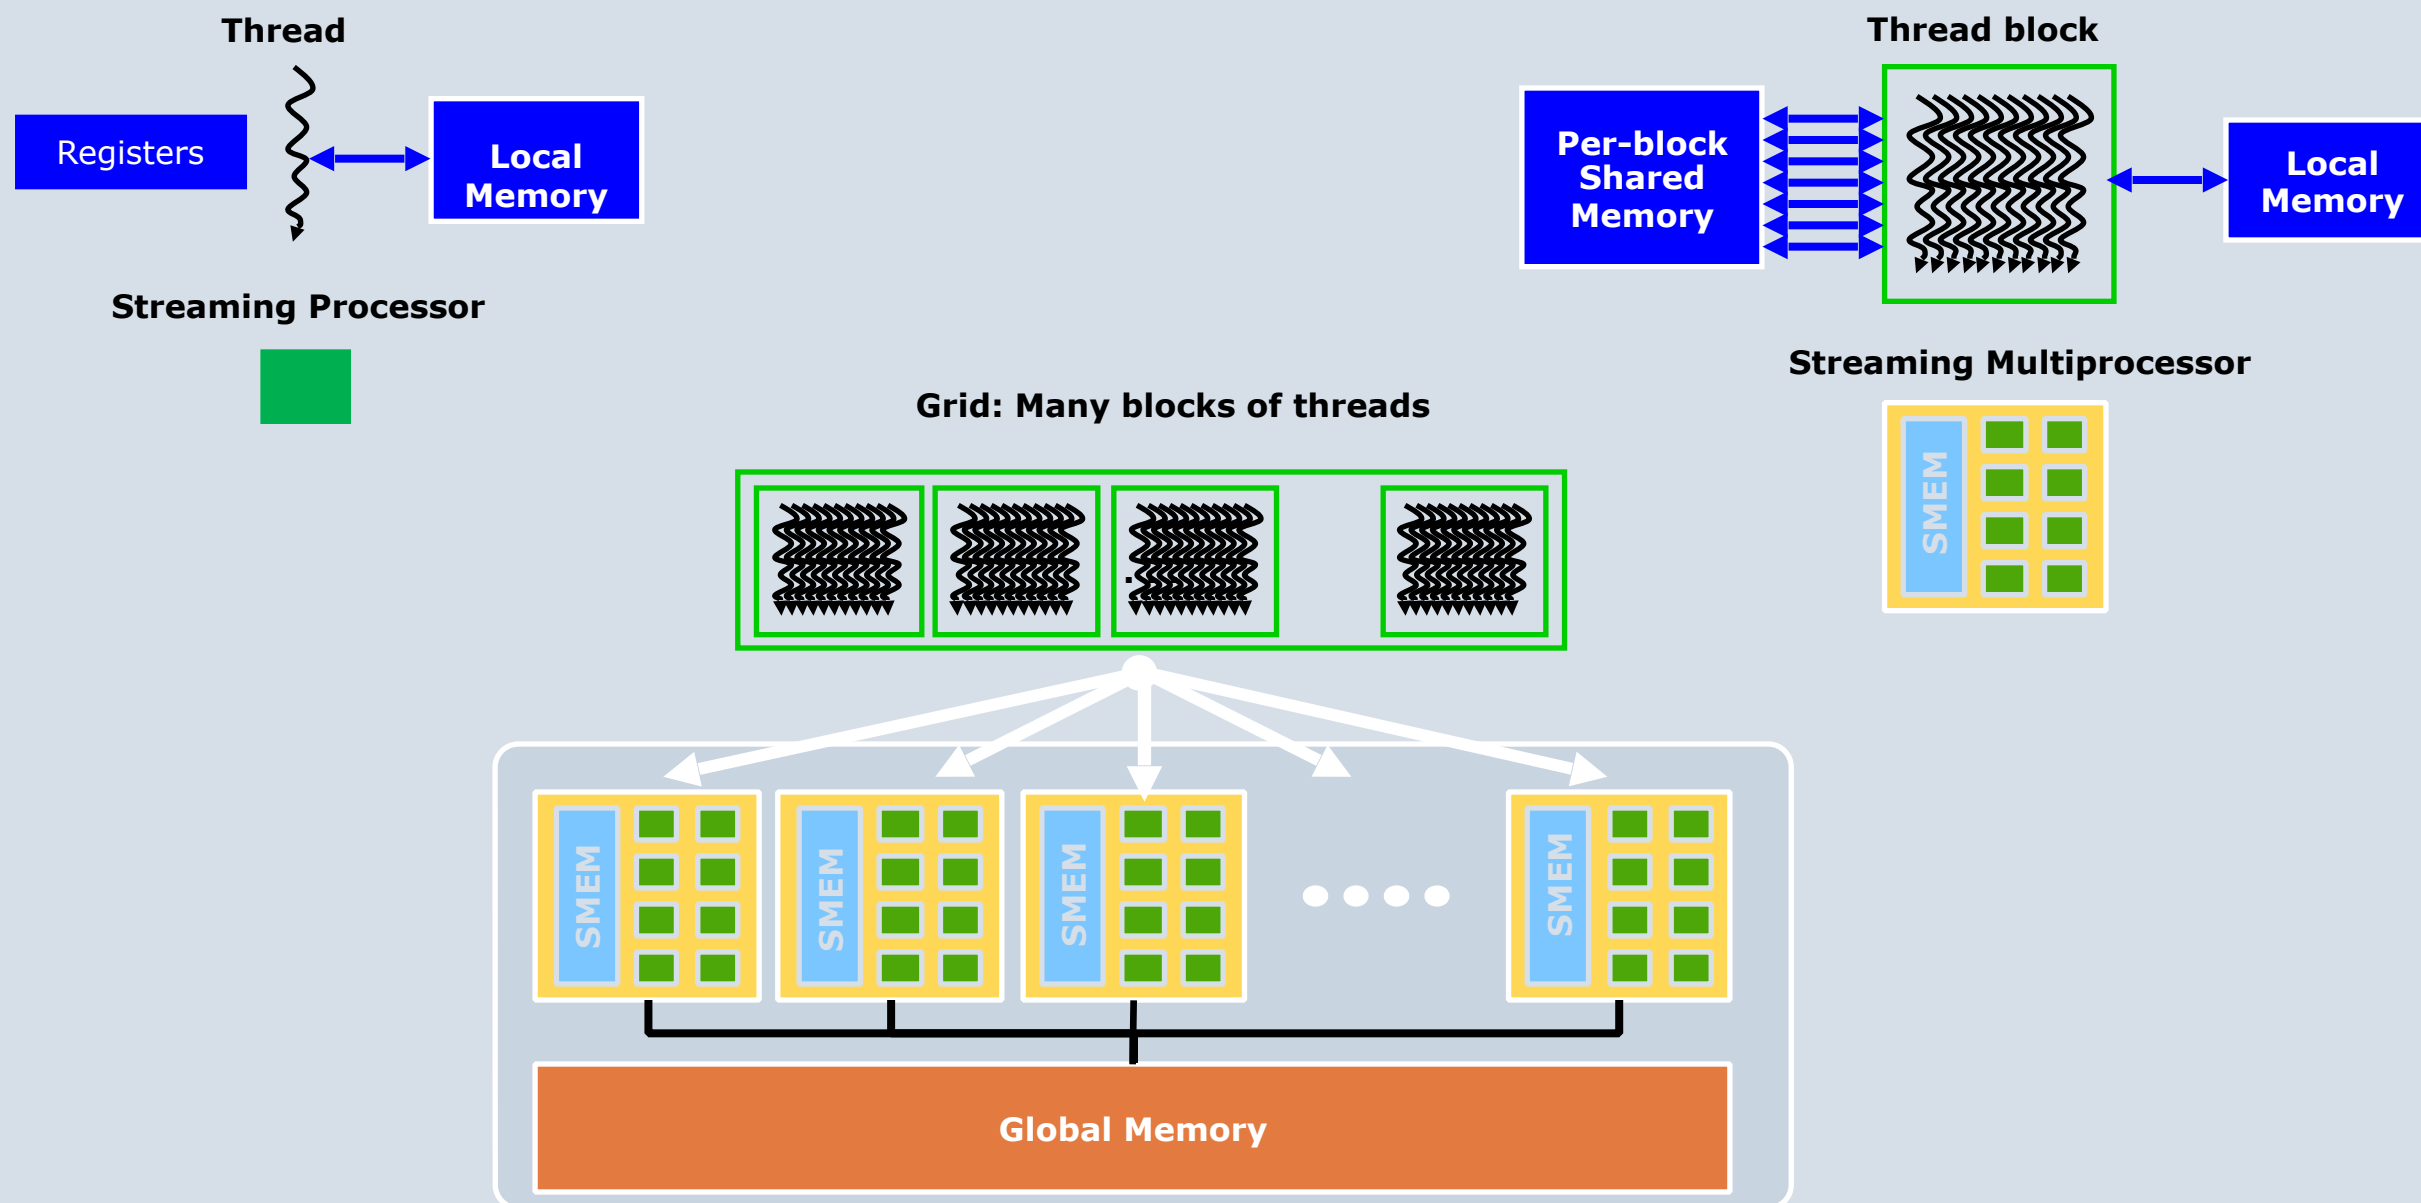 Thread
Registers
Local
Memory
Streaming Processor
Thread block
Per-block
Shared
Memory
Local
Memory
Streaming Multiprocessor
SMEM
Grid: Many blocks of threads
SMEM
SMEM
SMEM
SMEM
Global Memory